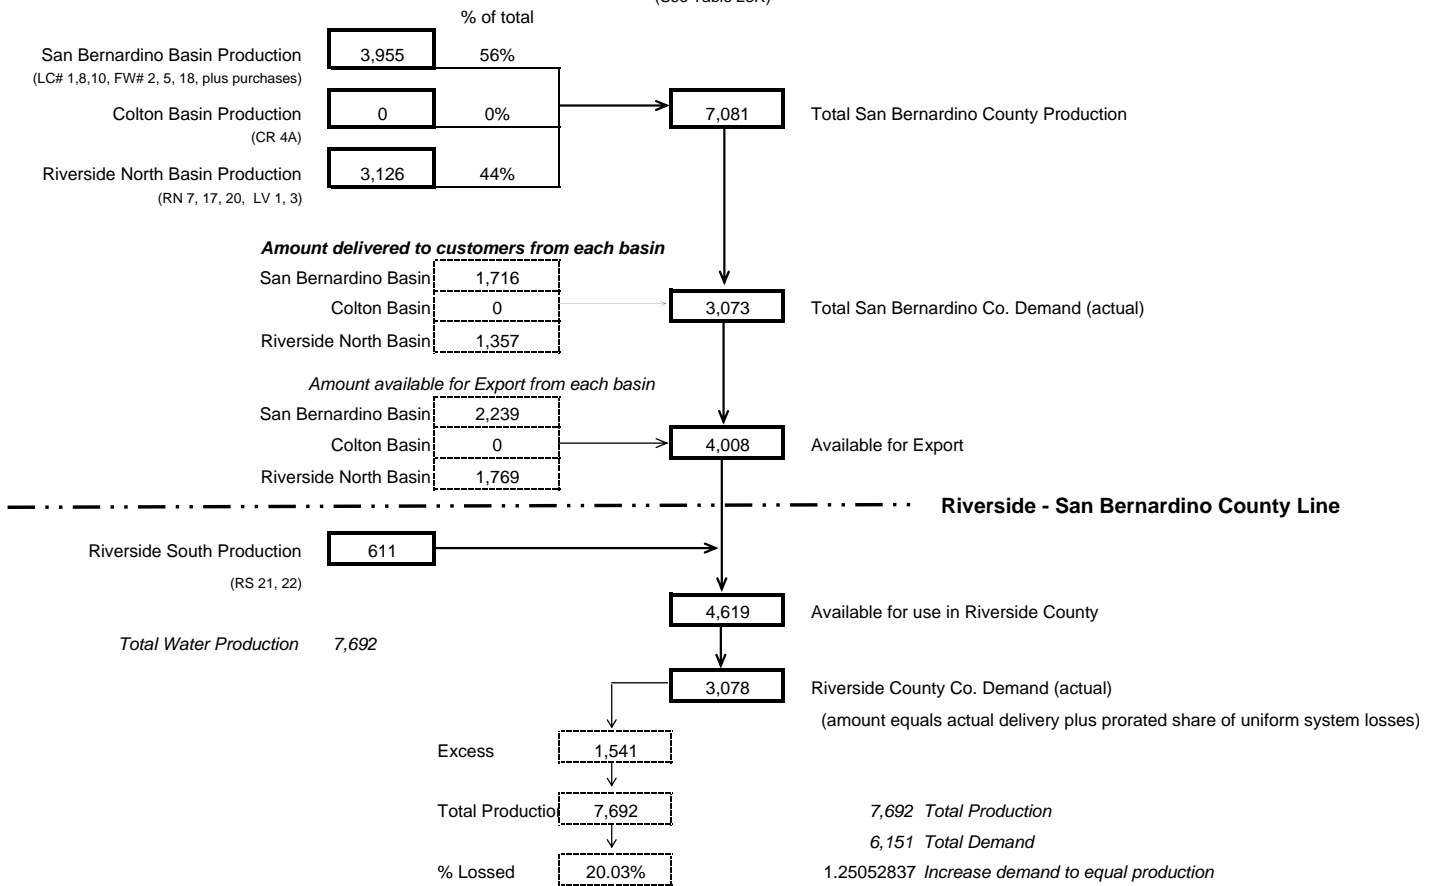 % of total
San Bernardino Basin Production 3,955 56%
(LC# 1,8,10, FW# 2, 5, 18, plus purchases)
Colton Basin Production 0 0% 7,081 Total San Bernardino County Production
(CR 4A)
Riverside North Basin Production 3,126 44%
(RN 7, 17, 20, LV 1, 3)
Amount delivered to customers from each basin
San Bernardino Basin 1,716
Colton Basin 0 3,073 Total San Bernardino Co. Demand (actual)
Riverside North Basin 1,357
Amount available for Export from each basin
San Bernardino Basin 2,239
Colton Basin 0 4,008 Available for Export
Riverside North Basin 1,769
Riverside - San Bernardino County Line
Riverside South Production 611
(RS 21, 22)
4,619 Available for use in Riverside County
Total Water Production 7,692
3,078 Riverside County Co. Demand (actual)
(amount equals actual delivery plus prorated share of uniform system losses)
Excess 1,541
Total Production 7,692 7,692 Total Production
6,151 Total Demand
% Lossed 20.03% 1.25052837 Increase demand to equal production